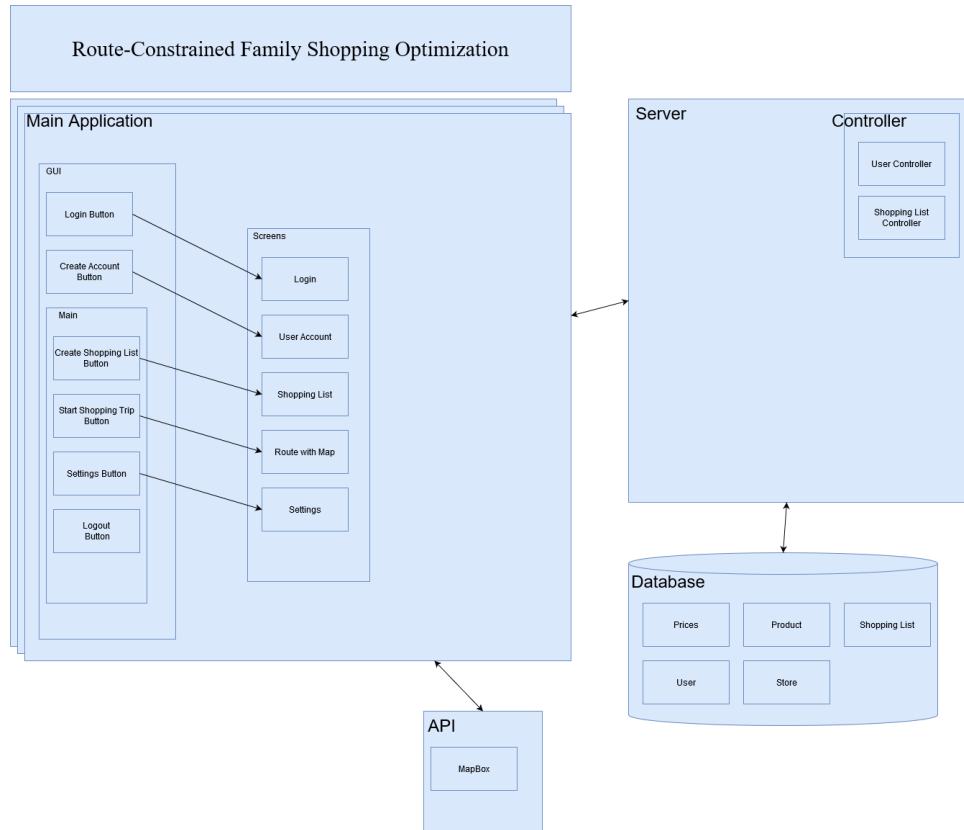 Route-Constrained Family Shopping Optimization
Main Application
GUI
Login Button
Create Account
Button
Main
Create Shopping List
Button
Start Shopping Trip
Button
Settings Button
Logout
Button
Screens
Login
User Account
Shopping List
Route with Map
Settings
Server
Controller
User Controller
Shopping List
Controller
Database
Prices
Product
Shopping List
User
Store
API
MapBox